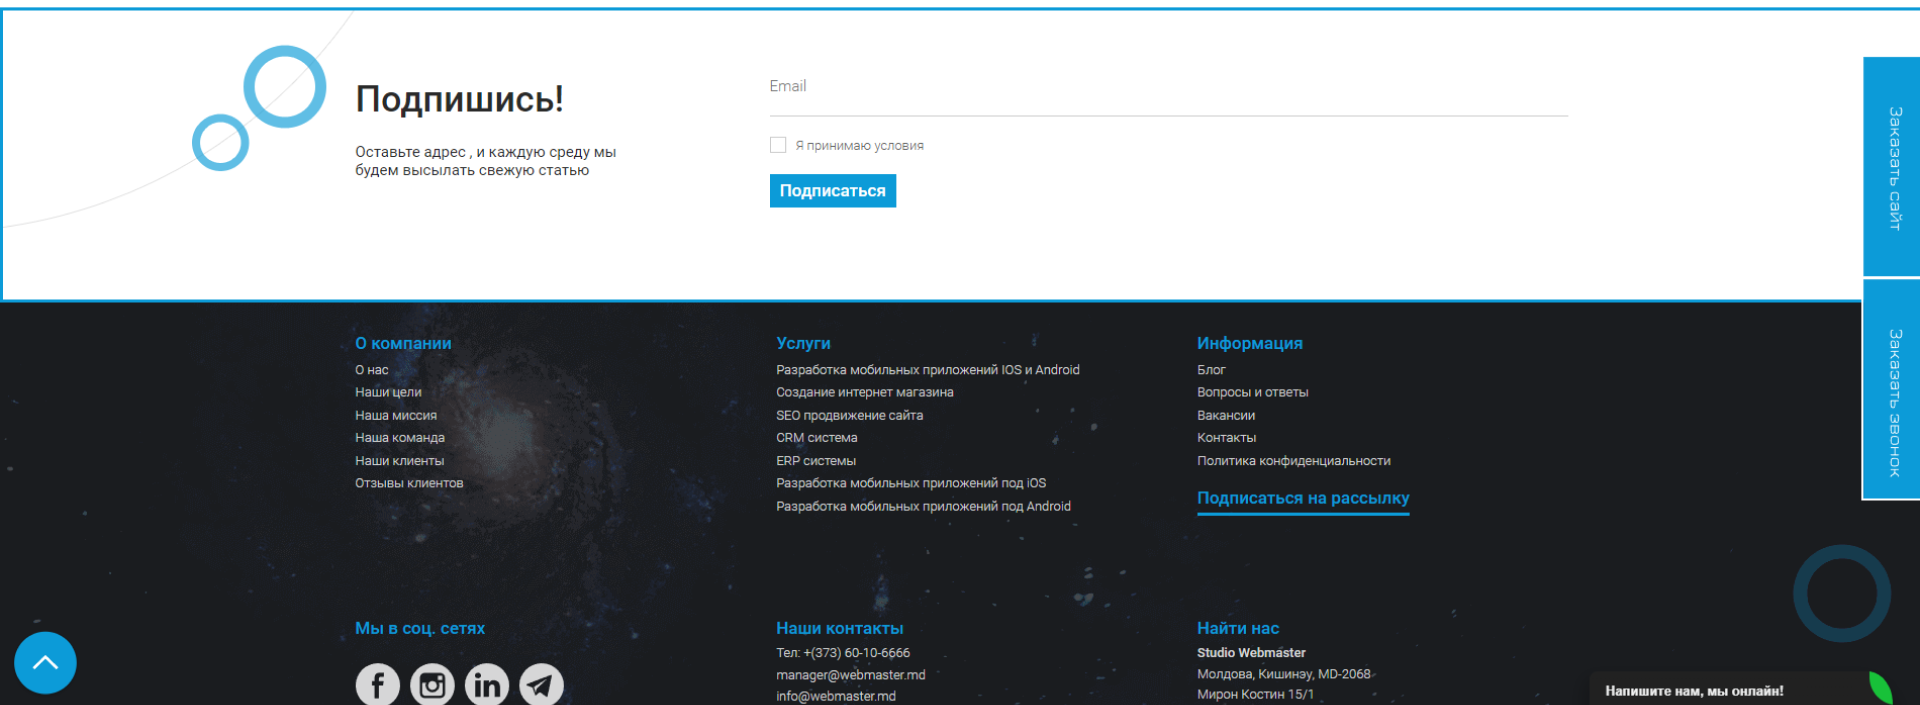 Подпишись!
Оставьте адрес , и каждую среду мы
будем высылать свежую статью
Email
Я принимаю условия
Подписаться
Заказать сайт
Заказать звонок
О компании
О нас
Наши цели
Наша миссия
Наша команда
Наши клиенты
Отзывы клиентов
Услуги
Разработка мобильных приложений IOS и Android
Создание интернет магазина
SEO продвижение сайта
CRM система
ERP системы
Разработка мобильных приложений под iOS
Разработка мобильных приложений под Android
Информация
Блог
Вопросы и ответы
Вакансии
Контакты
Политика конфиденциальности
Подписаться на рассылку
Мы в соц. сетях
Наши контакты
Тел: +(373) 60-10-6666
manager@webmaster.md
info@webmaster.md
Найти нас
Studio Webmaster
Молдова, Кишинэу, MD-2068
Мирон Костин 15/1
Напишите нам, мы онлайн!